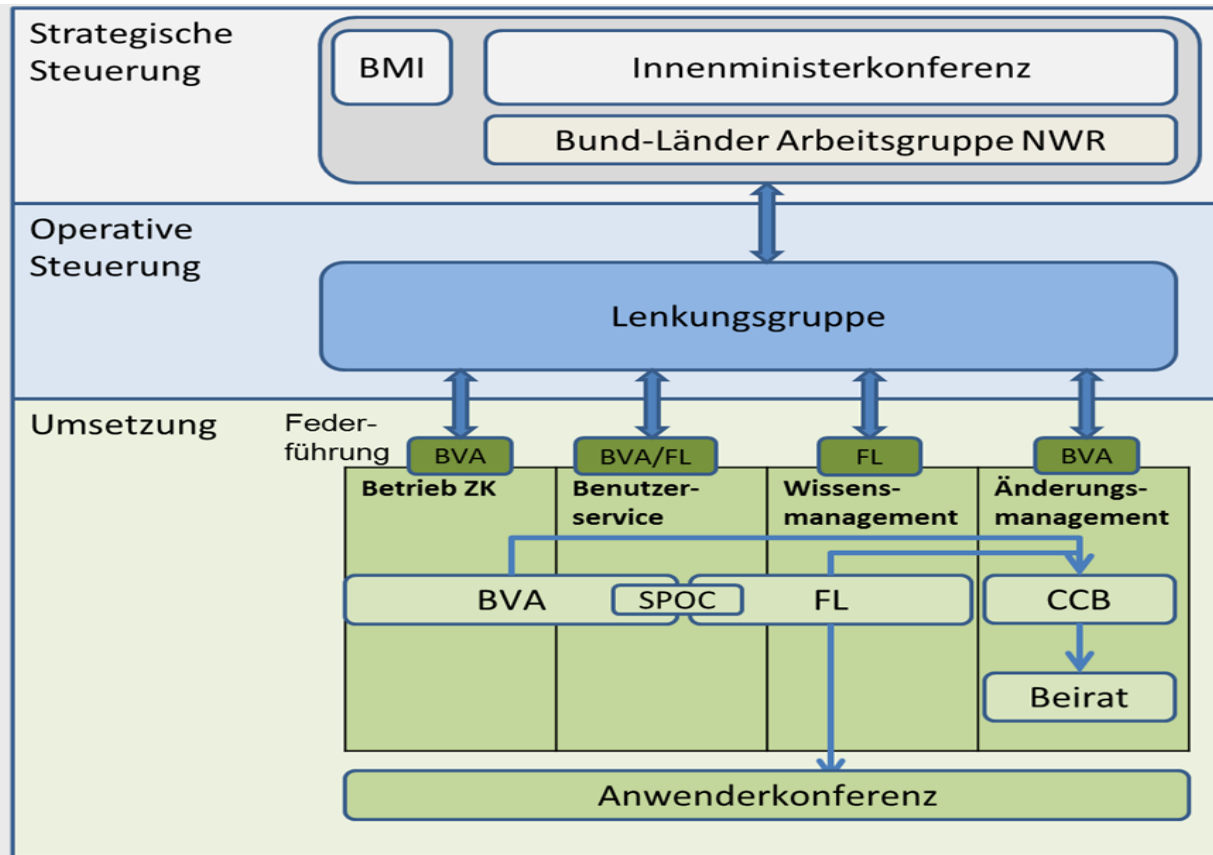 Strategische
Steuerung
BMI
Innenministerkonferenz
Bund-Länder Arbeitsgruppe NWR
Operative
Steuerung
Lenkungsgruppe
Umsetzung
Feder-
führung
BVA
BVA/FL
FL
BVA
Betrieb ZK
Benutzer-
service
Wissens-
management
Änderungs-
management
BVA
SPOC
FL
CCB
Beirat
Anwenderkonferenz